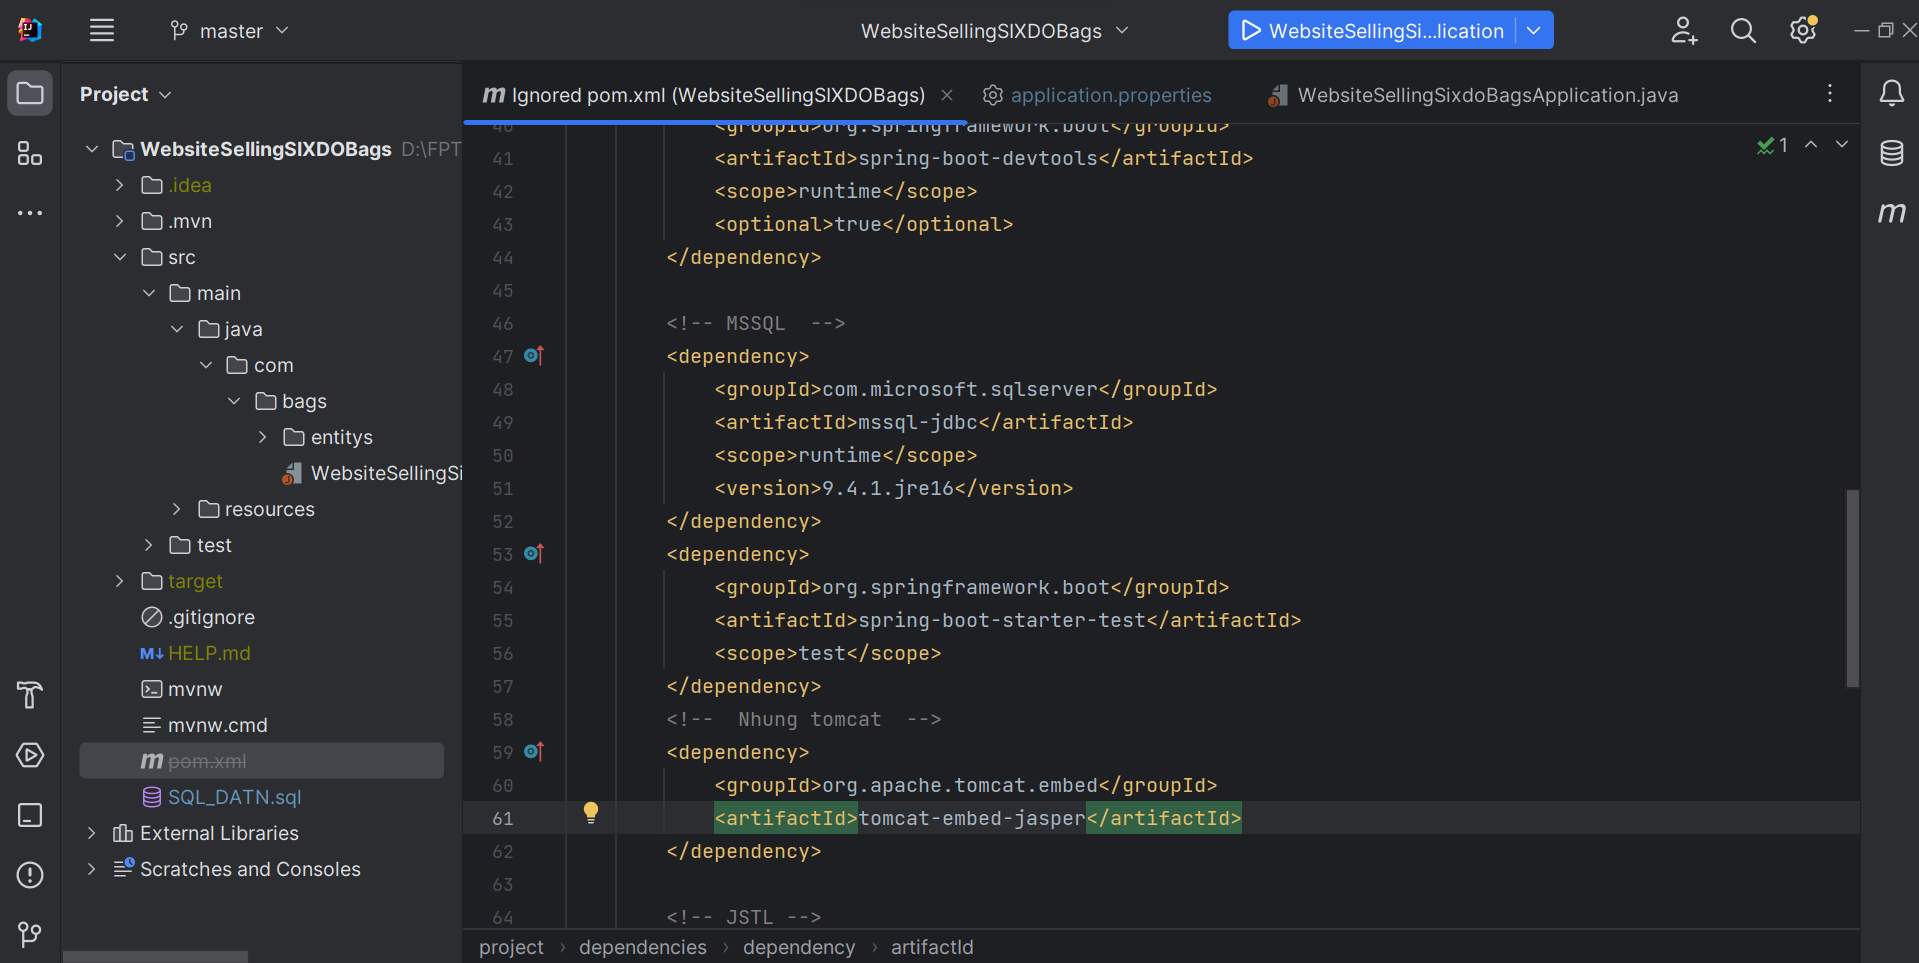 master
WebsiteSellingSIXDOBags
WebsiteSellingSi...lication
Project
WebsiteSellingSIXDOBags D:\FPT
.idea
.mvn
src
main
java
com
bags
entitys
WebsiteSellingSi
resources
test
target
.gitignore
M↓ HELP.md
mvnw
mvnw.cmd
m pom.xml
SQL_DATN.sql
External Libraries
Scratches and Consoles
m Ignored pom.xml (WebsiteSellingSIXDOBags)
application.properties
WebsiteSellingSixdoBagsApplication.java
1
m
40 <groupId>org.springframework.boot</groupId>
41 <artifactId>spring-boot-devtools</artifactId>
42 <scope>runtime</scope>
43 <optional>true</optional>
44 </dependency>
45
46 <!-- MSSQL  -->
47 <dependency>
48 <groupId>com.microsoft.sqlserver</groupId>
49 <artifactId>mssql-jdbc</artifactId>
50 <scope>runtime</scope>
51 <version>9.4.1.jre16</version>
52 </dependency>
53 <dependency>
54 <groupId>org.springframework.boot</groupId>
55 <artifactId>spring-boot-starter-test</artifactId>
56 <scope>test</scope>
57 </dependency>
58 <!--  Nhung tomcat  -->
59 <dependency>
60 <groupId>org.apache.tomcat.embed</groupId>
61 <artifactId>tomcat-embed-jasper</artifactId>
62 </dependency>
63
64 <!-- JSTL -->
project › dependencies › dependency › artifactId